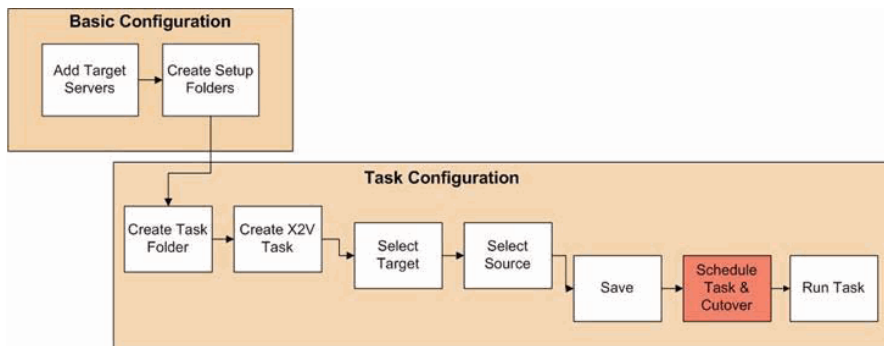 Basic Configuration
Add Target
Servers
Create Setup
Folders
Task Configuration
Create Task
Folder
Create X2V
Task
Select
Target
Select
Source
Save
Schedule
Task &
Cutover
Run Task